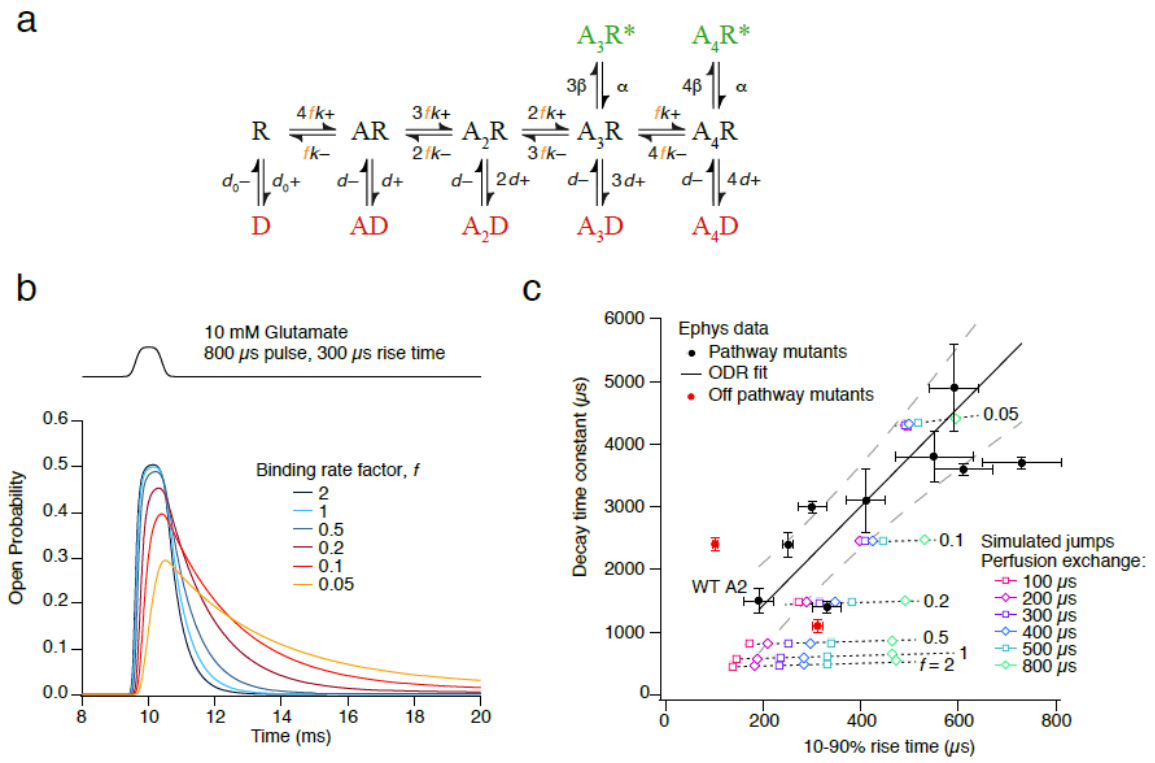 a
A₃R* A₄R*
3β α 4β α
4fk+ 3fk+ 2fk+ fk+
R AR A₂R A₃R A₄R
fk− 2fk− 3fk− 4fk−
d₀− d₀+ d− d+ d− 2d+ d− 3d+ d− 4d+
D AD A₂D A₃D A₄D
b
10 mM Glutamate
800 µs pulse, 300 µs rise time
Open Probability
0.6
0.5
0.4
0.3
0.2
0.1
0.0
Binding rate factor, f
2
1
0.5
0.2
0.1
0.05
8 10 12 14 16 18 20
Time (ms)
c
Decay time constant (µs)
6000
5000
4000
3000
2000
1000
0
Ephys data
Pathway mutants
ODR fit
Off pathway mutants
WT A2
0.05
0.1
0.2
0.5
1
f = 2
Simulated jumps
Perfusion exchange:
100 µs
200 µs
300 µs
400 µs
500 µs
800 µs
0 200 400 600 800
10-90% rise time (µs)